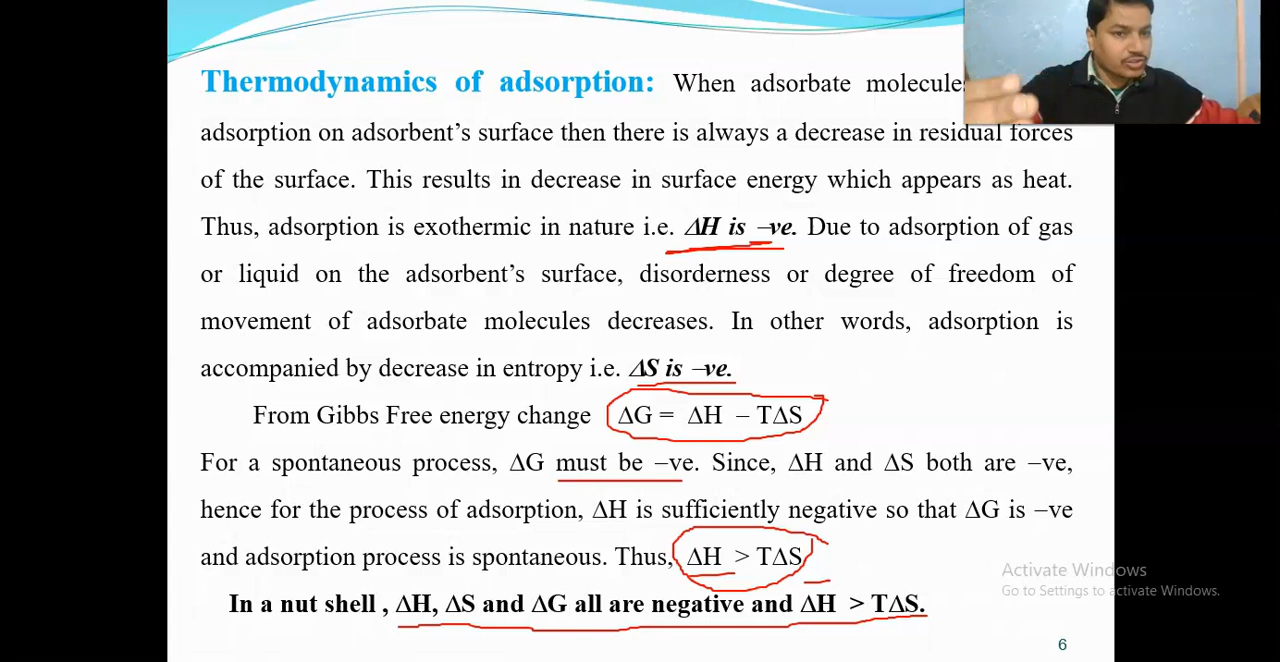 Thermodynamics of adsorption: When adsorbate
adsorption on adsorbent's surface then there is always a decrease in residual forces
of the surface. This results in decrease in surface energy which appears as heat.
Thus, adsorption is exothermic in nature i.e. ΔH is –ve. Due to adsorption of gas
or liquid on the adsorbent's surface, disorderness or degree of freedom of
movement of adsorbate molecules decreases. In other words, adsorption is
accompanied by decrease in entropy i.e. ΔS is –ve.
From Gibbs Free energy change ΔG = ΔH – TΔS
For a spontaneous process, ΔG must be –ve. Since, ΔH and ΔS both are –ve,
hence for the process of adsorption, ΔH is sufficiently negative so that ΔG is –ve
and adsorption process is spontaneous. Thus, ΔH > TΔS
In a nut shell , ΔH, ΔS and ΔG all are negative and ΔH > TΔS.
Activate Windows
Go to Settings to activate Windows.
6